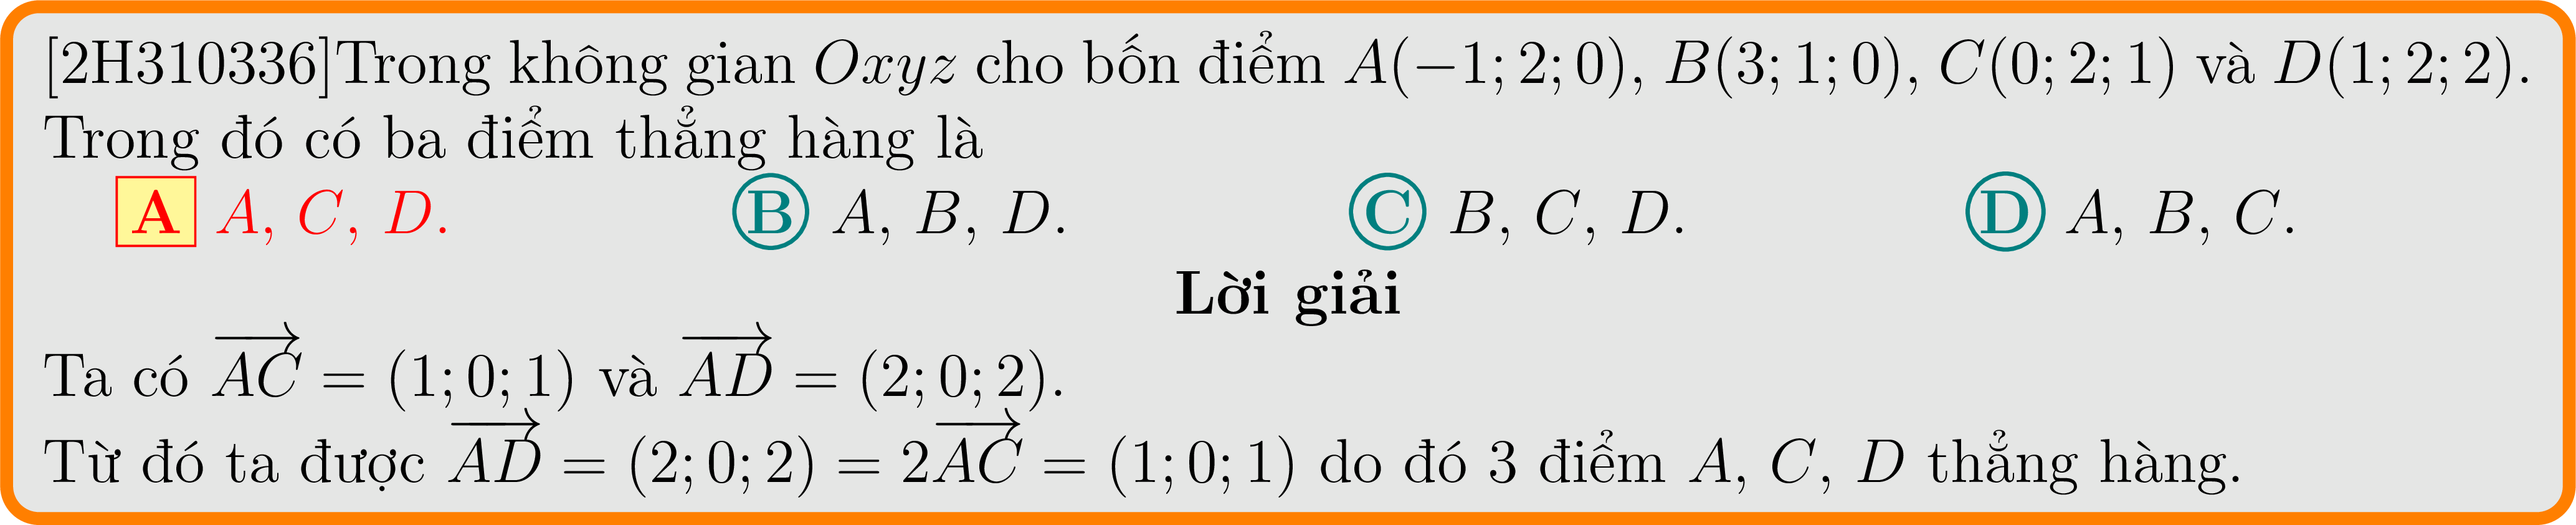 [2H310336]Trong không gian Oxyz cho bốn điểm A(−1; 2; 0), B(3; 1; 0), C(0; 2; 1) và D(1; 2; 2).
Trong đó có ba điểm thẳng hàng là
A A, C, D. B A, B, D. C B, C, D. D A, B, C.
Lời giải
Ta có $\overrightarrow{AC}$ = (1; 0; 1) và $\overrightarrow{AD}$ = (2; 0; 2).
Từ đó ta được $\overrightarrow{AD}$ = (2; 0; 2) = 2$\overrightarrow{AC}$ = (1; 0; 1) do đó 3 điểm A, C, D thẳng hàng.